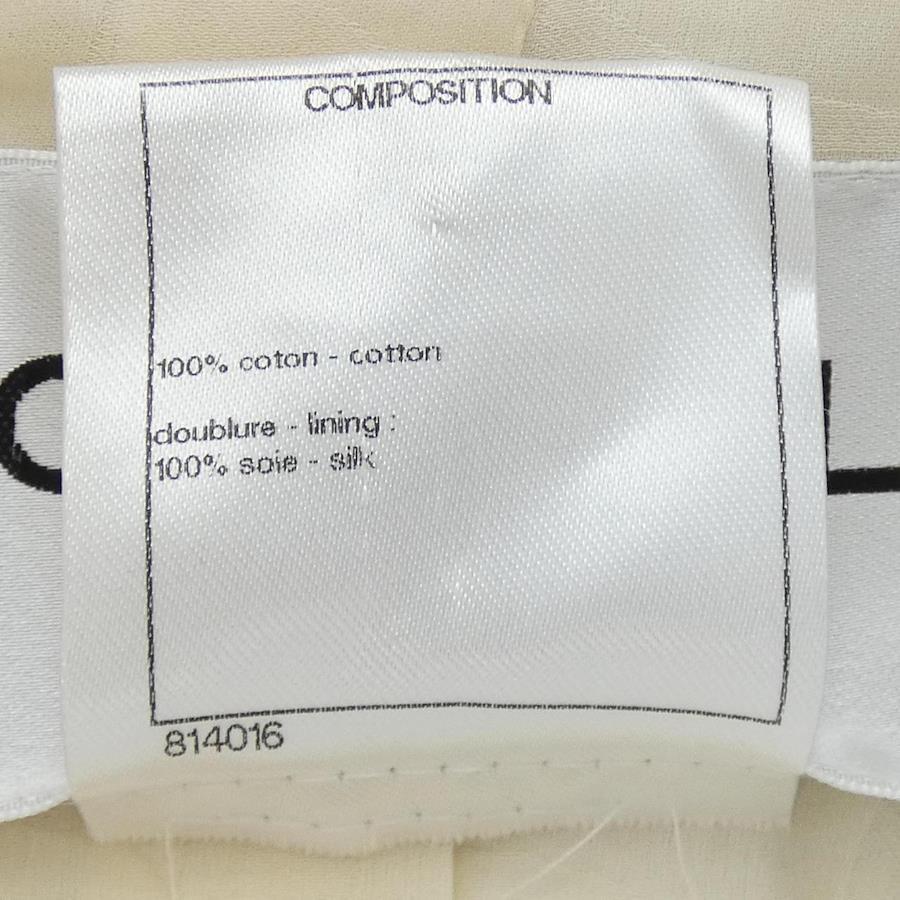 COMPOSITION
100% coton - cotton
doublure - lining :
100% soie - silk
814016